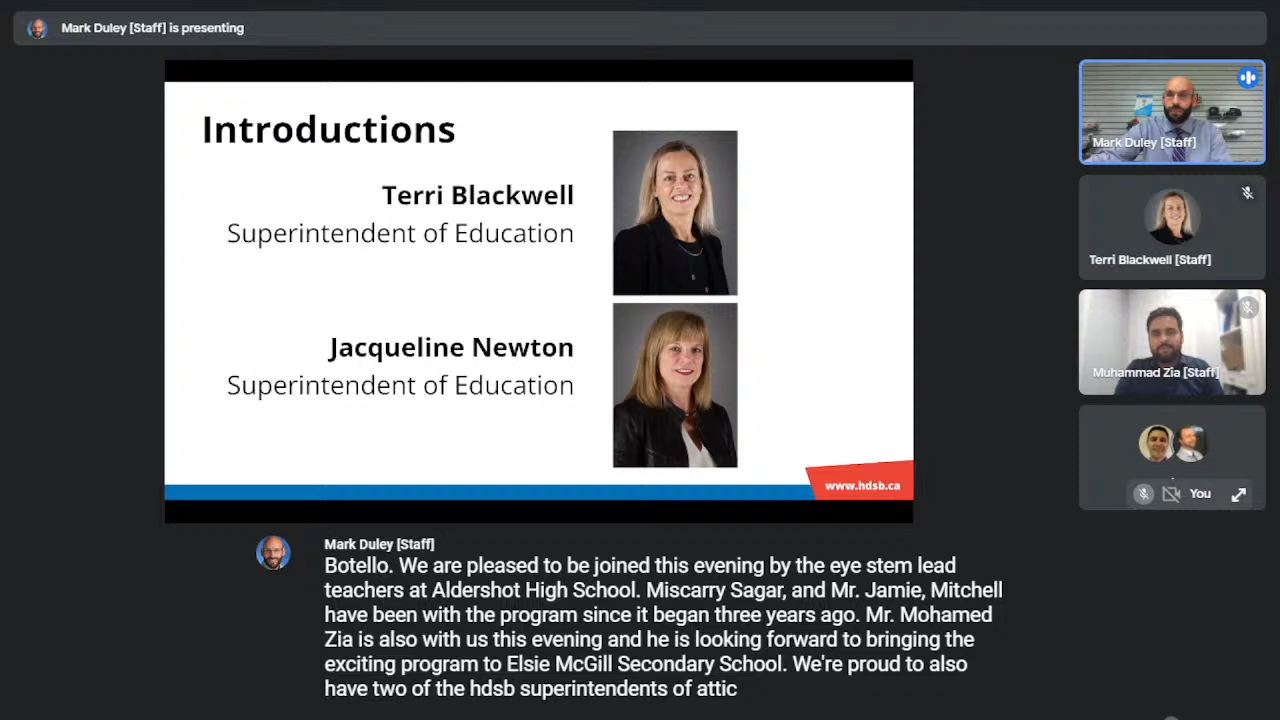 Mark Duley [Staff] is presenting
Introductions
Terri Blackwell
Superintendent of Education
Jacqueline Newton
Superintendent of Education
www.hdsb.ca
Mark Duley [Staff]
Terri Blackwell [Staff]
Muhammad Zia [Staff]
You
Mark Duley [Staff]
Botello. We are pleased to be joined this evening by the eye stem lead
teachers at Aldershot High School. Miscarry Sagar, and Mr. Jamie, Mitchell
have been with the program since it began three years ago. Mr. Mohamed
Zia is also with us this evening and he is looking forward to bringing the
exciting program to Elsie McGill Secondary School. We're proud to also
have two of the hdsb superintendents of attic